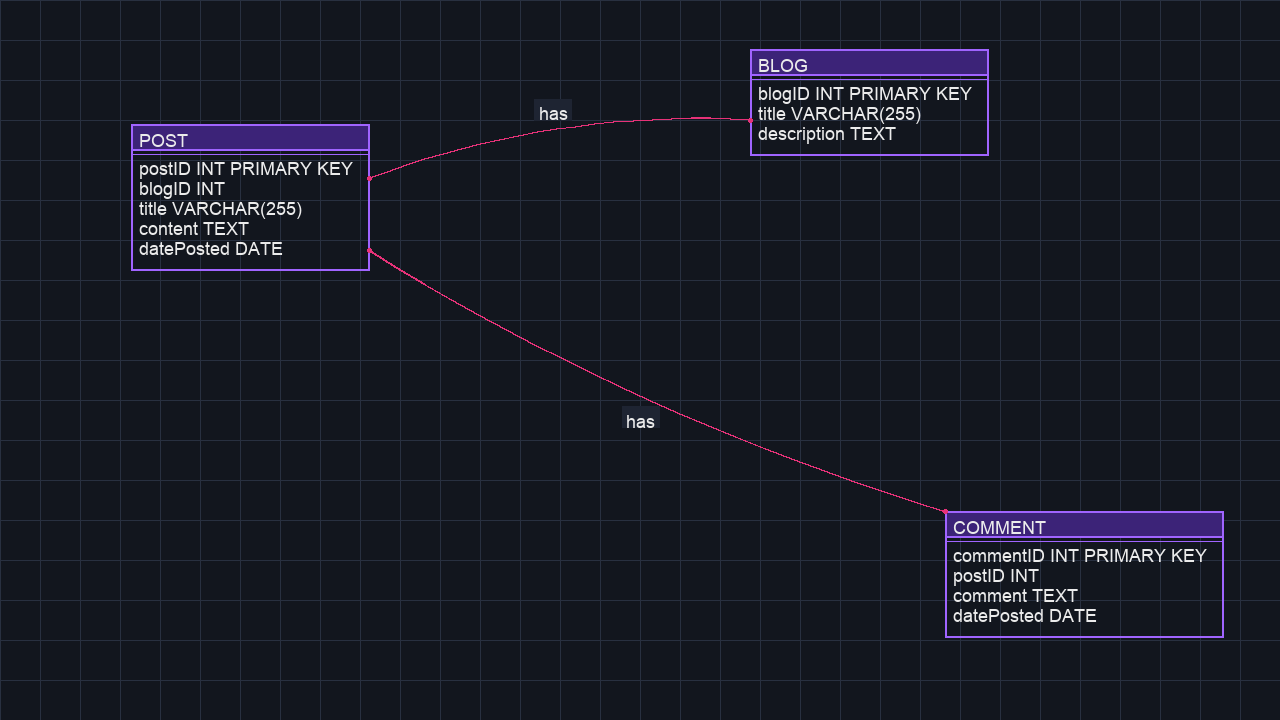 BLOG
blogID INT PRIMARY KEY
title VARCHAR(255)
description TEXT
has
POST
postID INT PRIMARY KEY
blogID INT
title VARCHAR(255)
content TEXT
datePosted DATE
has
COMMENT
commentID INT PRIMARY KEY
postID INT
comment TEXT
datePosted DATE